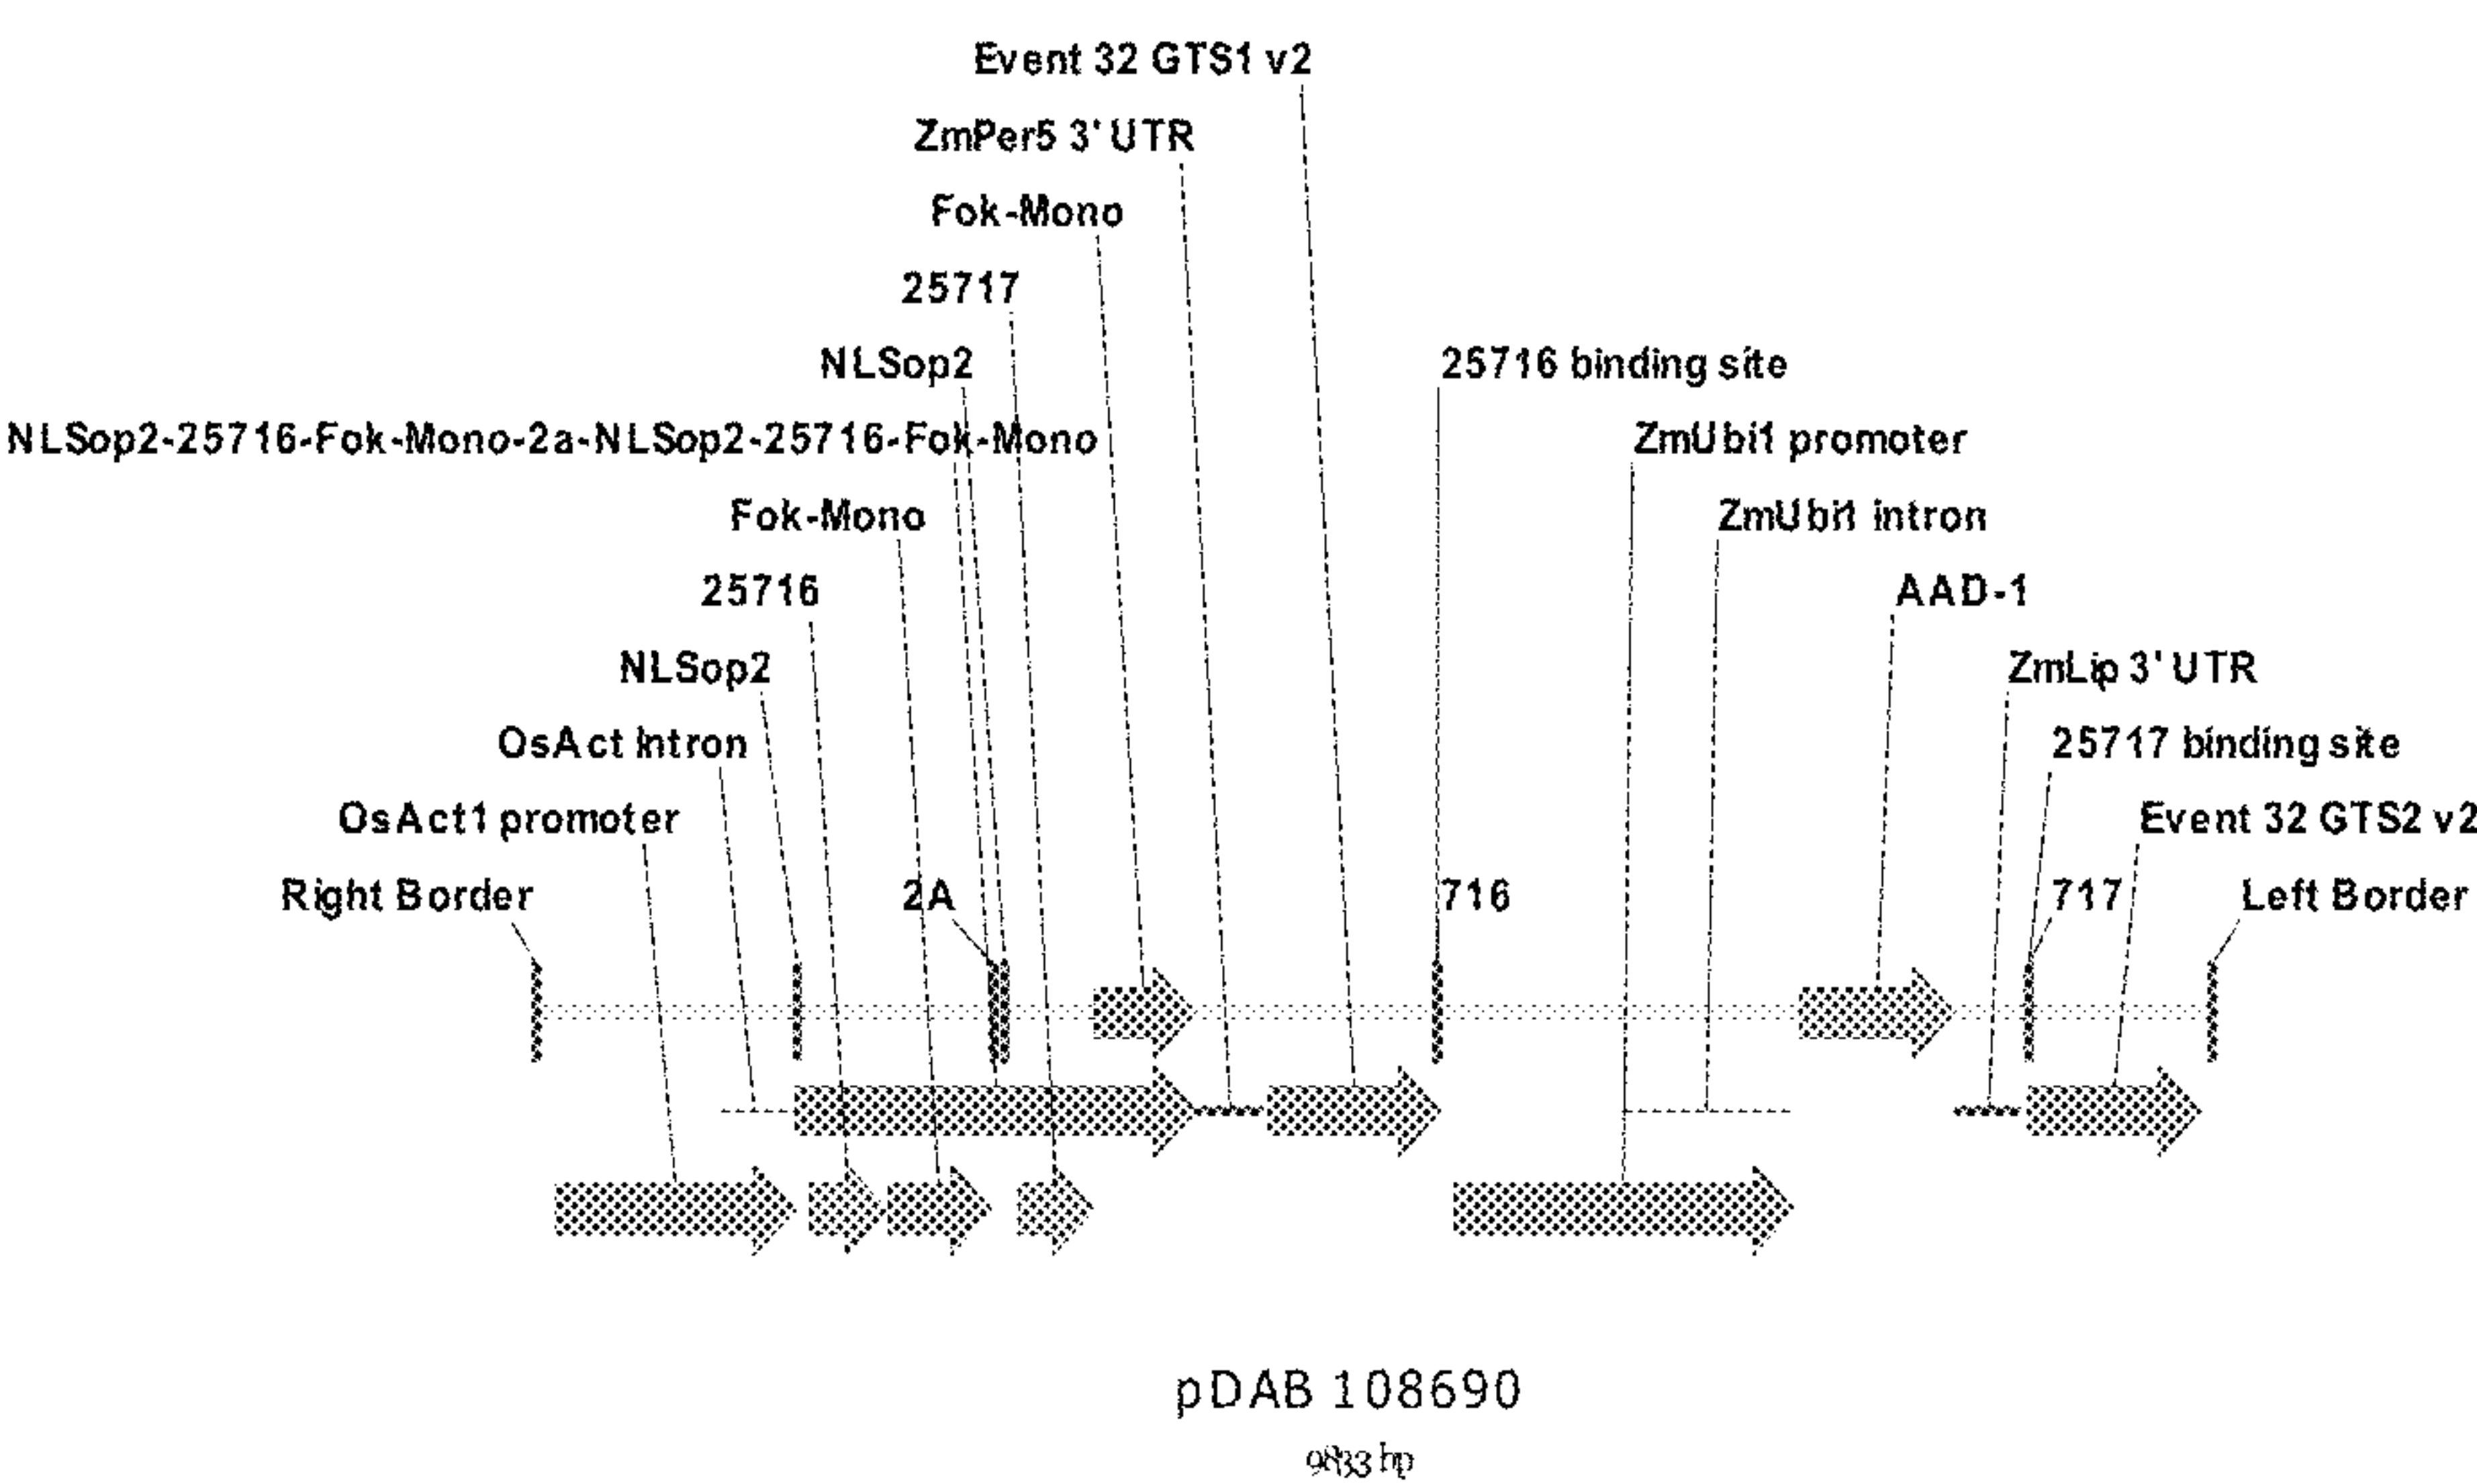 Event 32 GTS1 v2
ZmPer5 3' UTR
Fok-Mono
25717
NLSop2
25716 binding site
NLSop2-25716-Fok-Mono-2a-NLSop2-25716-Fok-Mono
ZmUbi1 promoter
Fok-Mono
ZmUbi1 intron
25716
AAD-1
NLSop2
ZmLip 3' UTR
OsAct Intron
25717 binding site
OsAct1 promoter
Event 32 GTS2 v2
Right Border
2A
716
717
Left Border
pDAB 108690
9833 bp